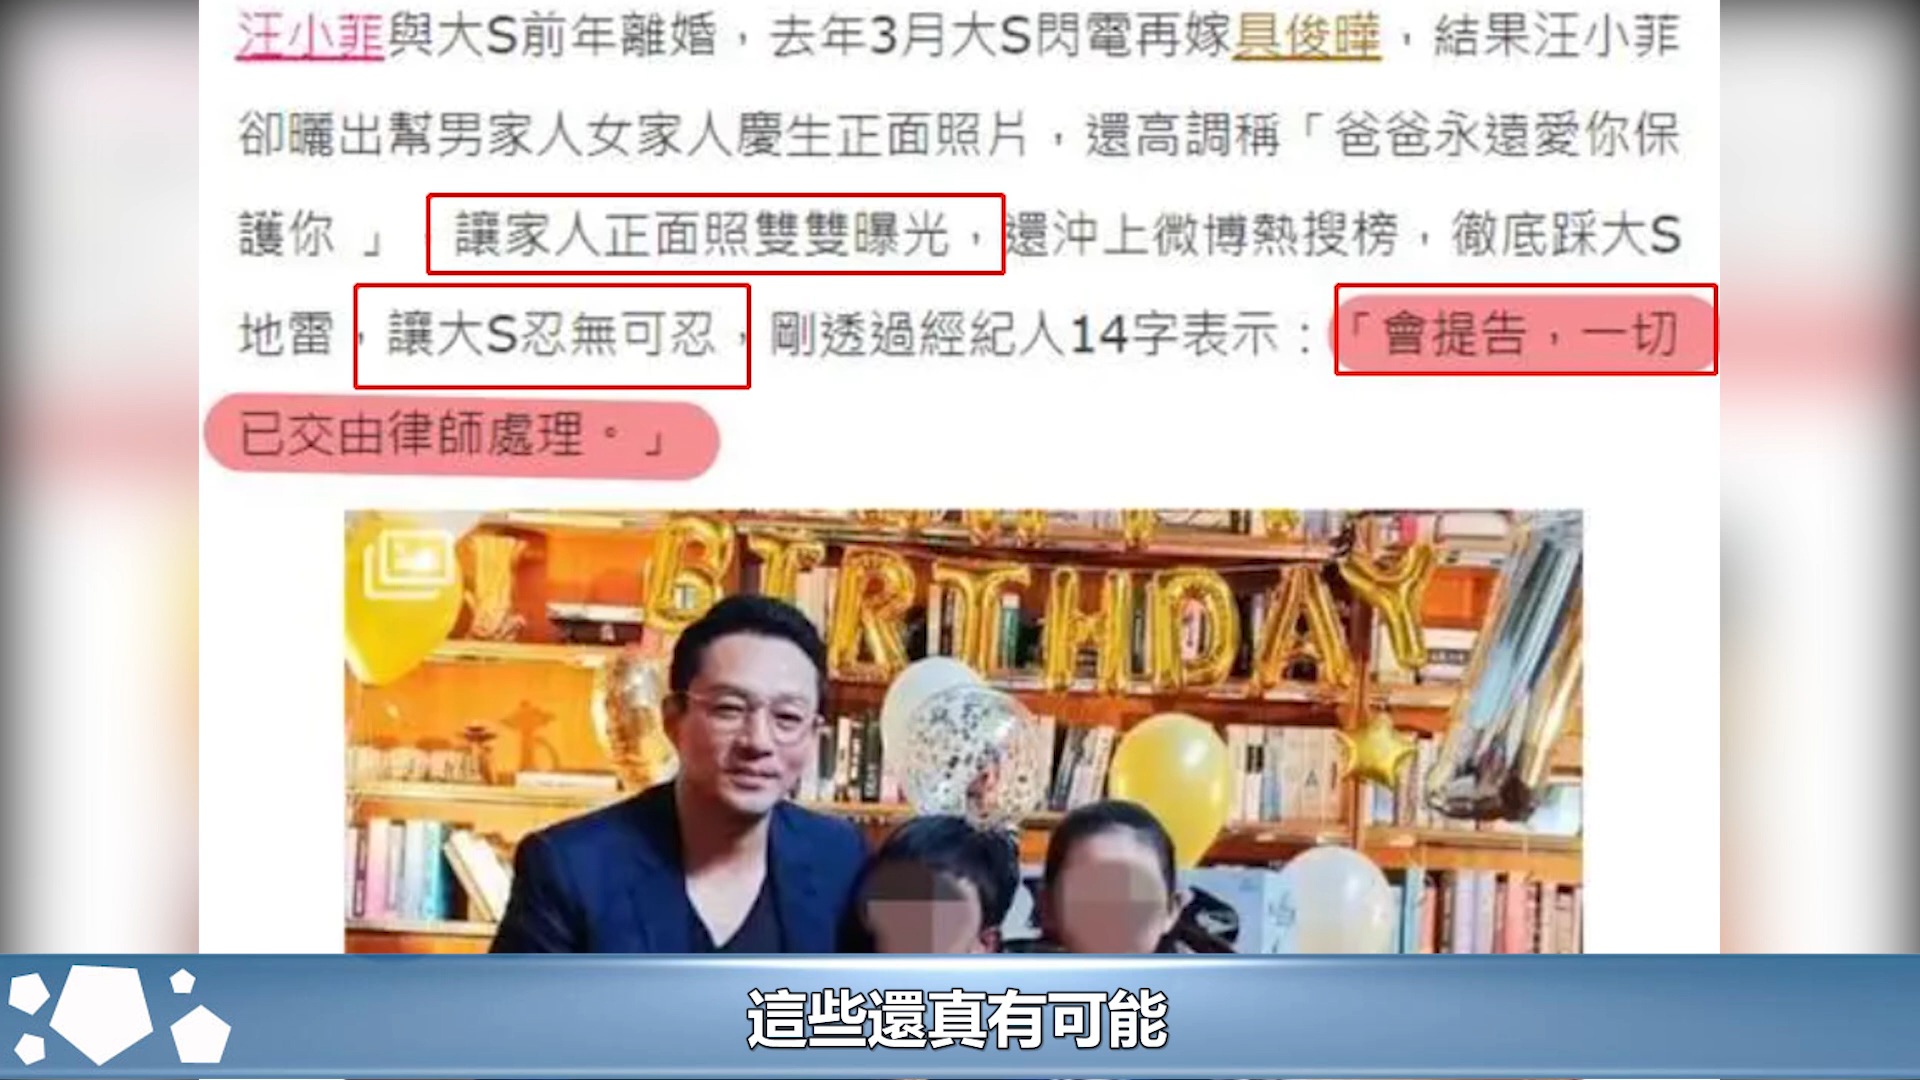 汪小菲與大S前年離婚，去年3月大S閃電再嫁具俊曄，結果汪小菲
卻曬出幫男家人女家人慶生正面照片，還高調稱「爸爸永遠愛你保
護你 」，讓家人正面照雙雙曝光，還沖上微博熱搜榜，徹底踩大S
地雷，讓大S忍無可忍，剛透過經紀人14字表示：「會提告，一切
已交由律師處理。」
BIRTHDAY
這些還真有可能